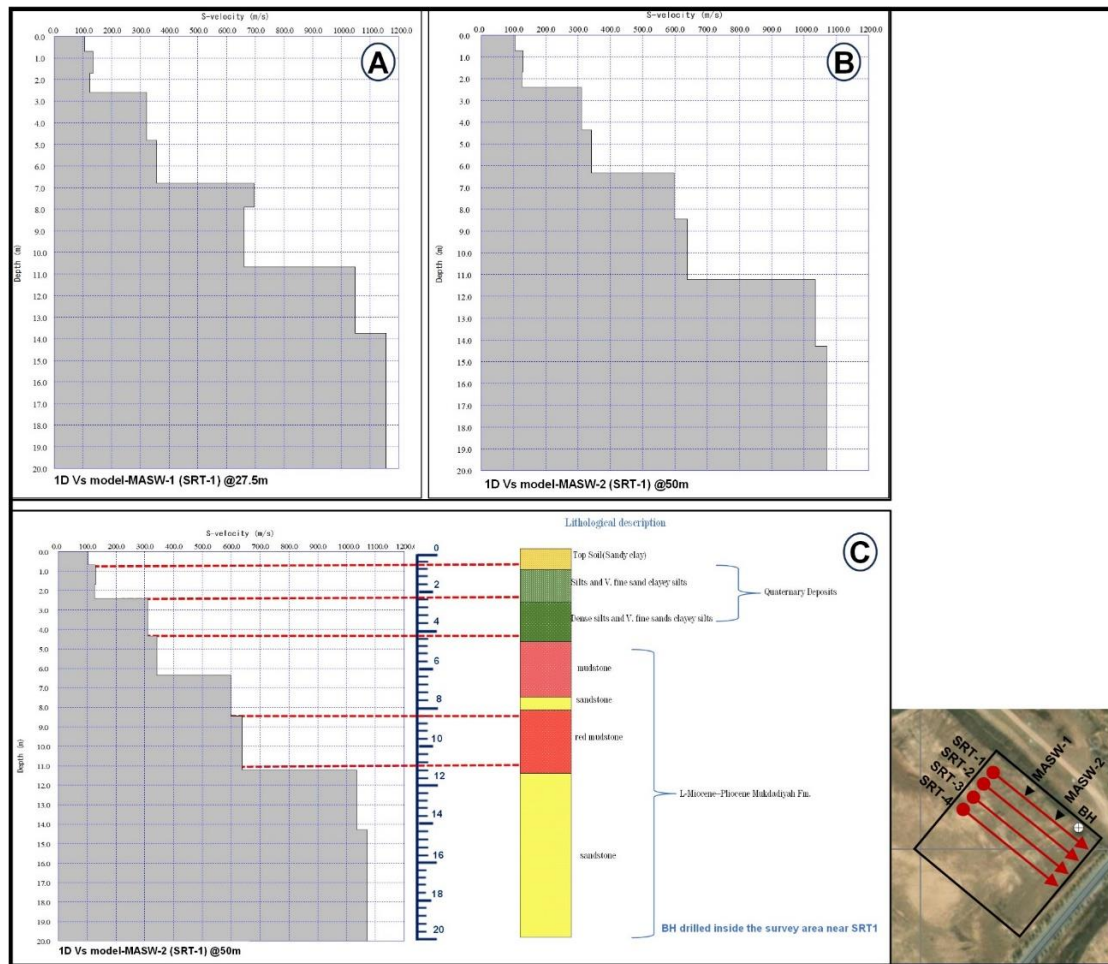 S-velocity (m/s)
0.0 100.0 200.0 300.0 400.0 500.0 600.0 700.0 800.0 900.0 1000.0 1100.0 1200.0
A
Depth (m)
0.0
1.0
2.0
3.0
4.0
5.0
6.0
7.0
8.0
9.0
10.0
11.0
12.0
13.0
14.0
15.0
16.0
17.0
18.0
19.0
20.0
1D Vs model-MASW-1 (SRT-1) @27.5m
S-velocity (m/s)
0.0 100.0 200.0 300.0 400.0 500.0 600.0 700.0 800.0 900.0 1000.0 1100.0 1200.0
B
Depth (m)
0.0
1.0
2.0
3.0
4.0
5.0
6.0
7.0
8.0
9.0
10.0
11.0
12.0
13.0
14.0
15.0
16.0
17.0
18.0
19.0
20.0
1D Vs model-MASW-2 (SRT-1) @50m
S-velocity (m/s)
0.0 100.0 200.0 300.0 400.0 500.0 600.0 700.0 800.0 900.0 1000.0 1100.0 1200.
C
Depth (m)
0.0
1.0
2.0
3.0
4.0
5.0
6.0
7.0
8.0
9.0
10.0
11.0
12.0
13.0
14.0
15.0
16.0
17.0
18.0
19.0
20.0
1D Vs model-MASW-2 (SRT-1) @50m
0
2
4
6
8
10
12
14
16
18
20
Lithological description
Top Soil(Sandy clay)
Silts and V. fine sand clayey silts
Dense silts and V. fine sands clayey silts
Quaternary Deposits
mudstone
sandstone
red mudstone
sandstone
L-Miocene-Pliocene Mukdadiyah Fm.
BH drilled inside the survey area near SRT1
SRT-1
SRT-2
SRT-3
SRT-4
MASW-1
MASW-2
BH